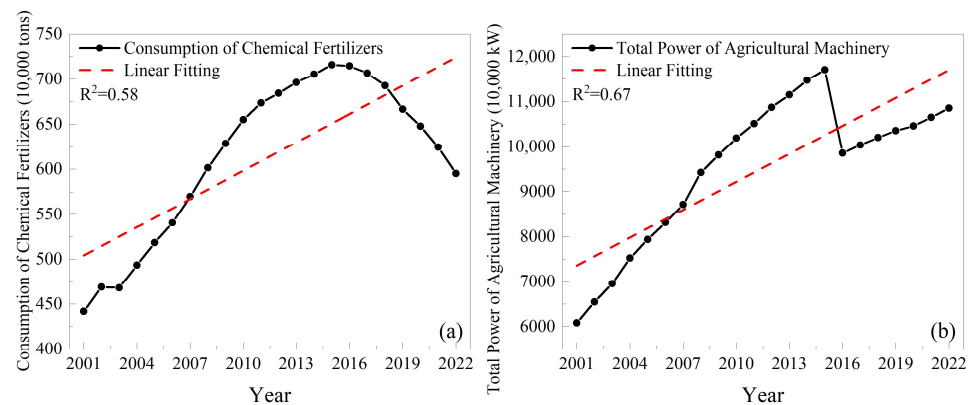 Consumption of Chemical Fertilizers (10,000 tons)
750
700
650
600
550
500
450
400
Consumption of Chemical Fertilizers
Linear Fitting
R²=0.58
(a)
2001 2004 2007 2010 2013 2016 2019 2022
Year
Total Power of Agricultural Machinery (10,000 kW)
12,000
11,000
10,000
9000
8000
7000
6000
Total Power of Agricultural Machinery
Linear Fitting
R²=0.67
(b)
2001 2004 2007 2010 2013 2016 2019 2022
Year